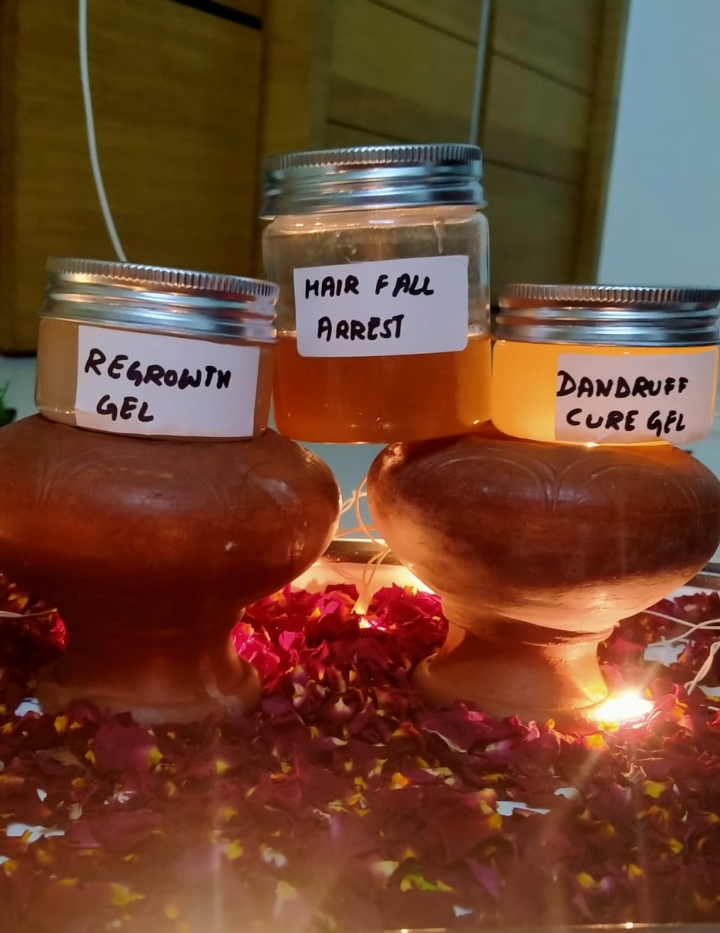 REGROWTH
GEL
HAIR FALL
ARREST
DANDRUFF
CURE GEL